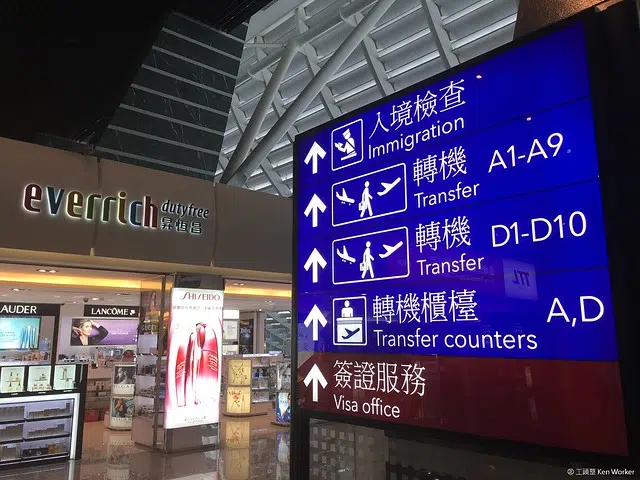 入境檢查
Immigration
轉機 A1-A9
Transfer
轉機 D1-D10
Transfer
轉機櫃檯 A,D
Transfer counters
簽證服務
Visa office
everrich dutyfree
昇恆昌
LAUDER
LANCÔME
SHISEIDO
工頭堅 Ken Worker